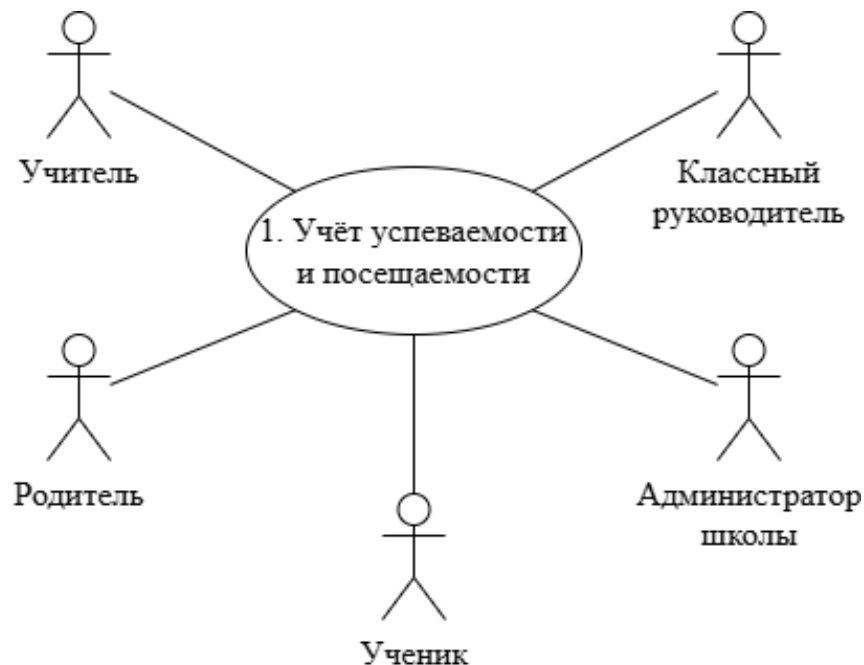 Учитель
Классный
руководитель
1. Учёт успеваемости
и посещаемости
Родитель
Администратор
школы
Ученик